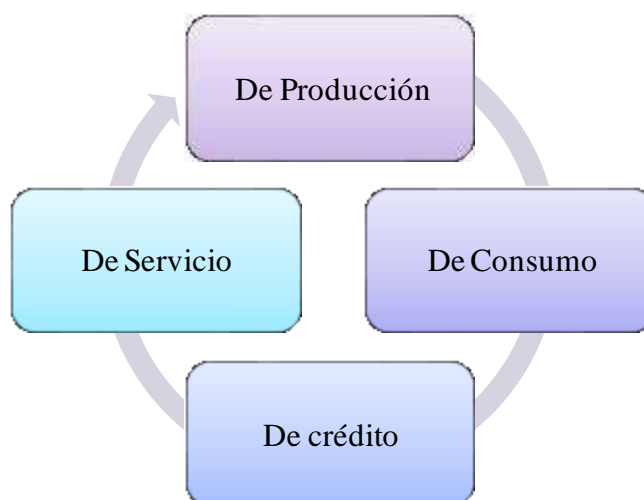 De Producción
De Consumo
De crédito
De Servicio